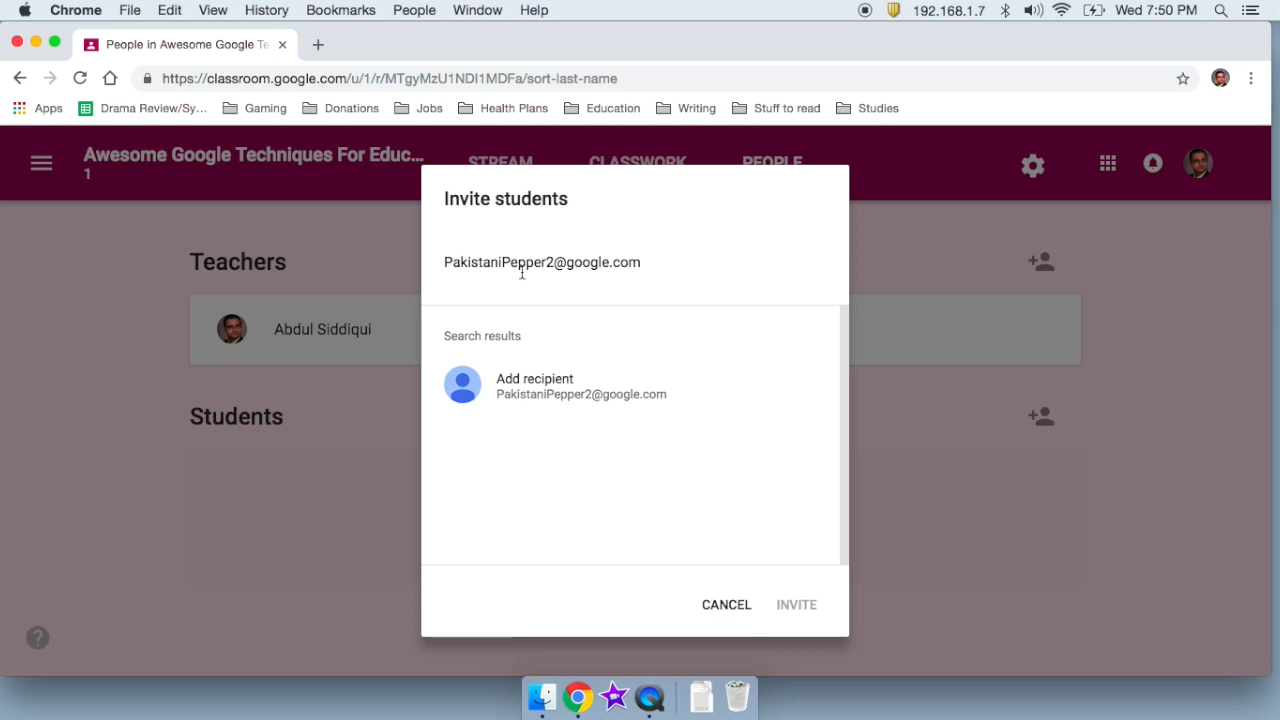 Chrome File Edit View History Bookmarks People Window Help 192.168.1.7 Wed 7:50 PM
People in Awesome Google Te
https://classroom.google.com/u/1/r/MTgyMzU1NDI1MDFa/sort-last-name
Apps Drama Review/Sy... Gaming Donations Jobs Health Plans Education Writing Stuff to read Studies
Awesome Google Techniques For Educ... STREAM CLASSWORK PEOPLE
1
Invite students
PakistaniPepper2@google.com
Teachers
Abdul Siddiqui
Search results
Add recipient
PakistaniPepper2@google.com
Students
CANCEL INVITE